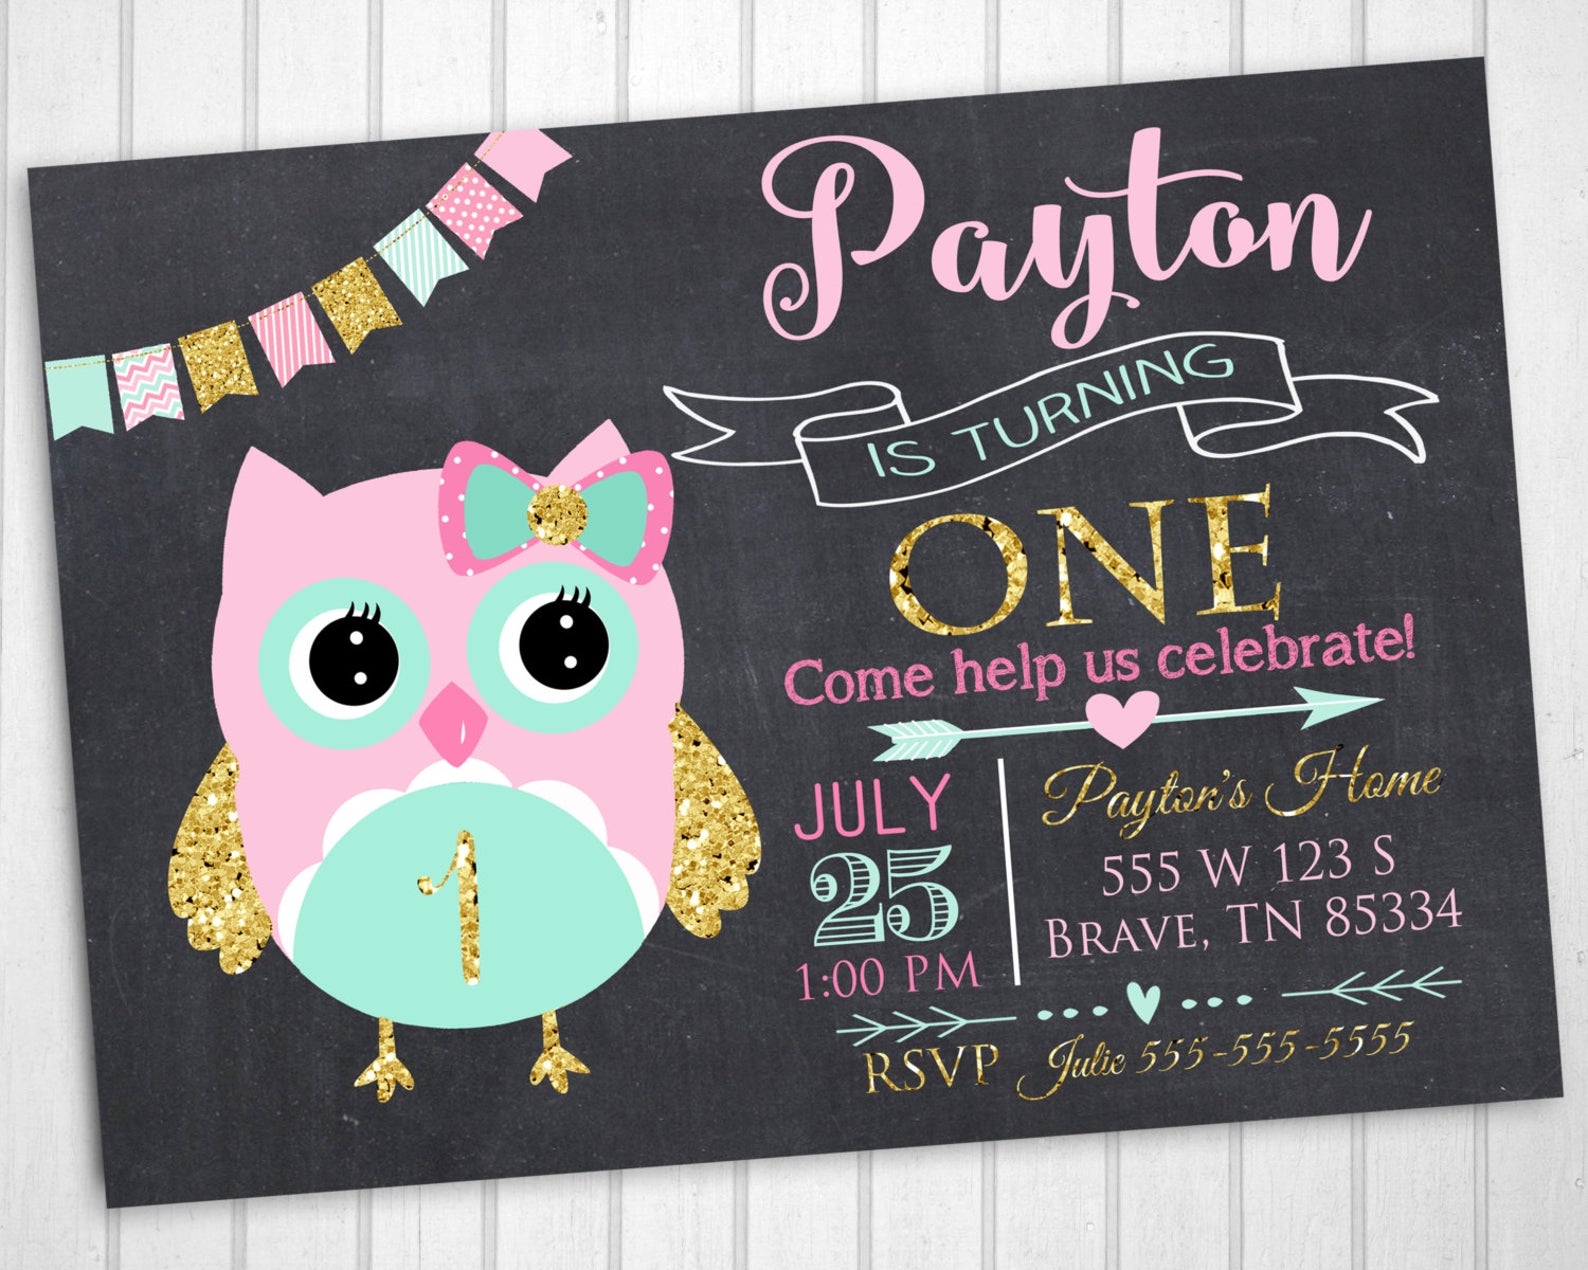 Payton
IS TURNING
ONE
Come help us celebrate!
JULY
25
1:00 PM
Payton's Home
555 W 123 S
BRAVE, TN 85334
RSVP Julie 555-555-5555
1